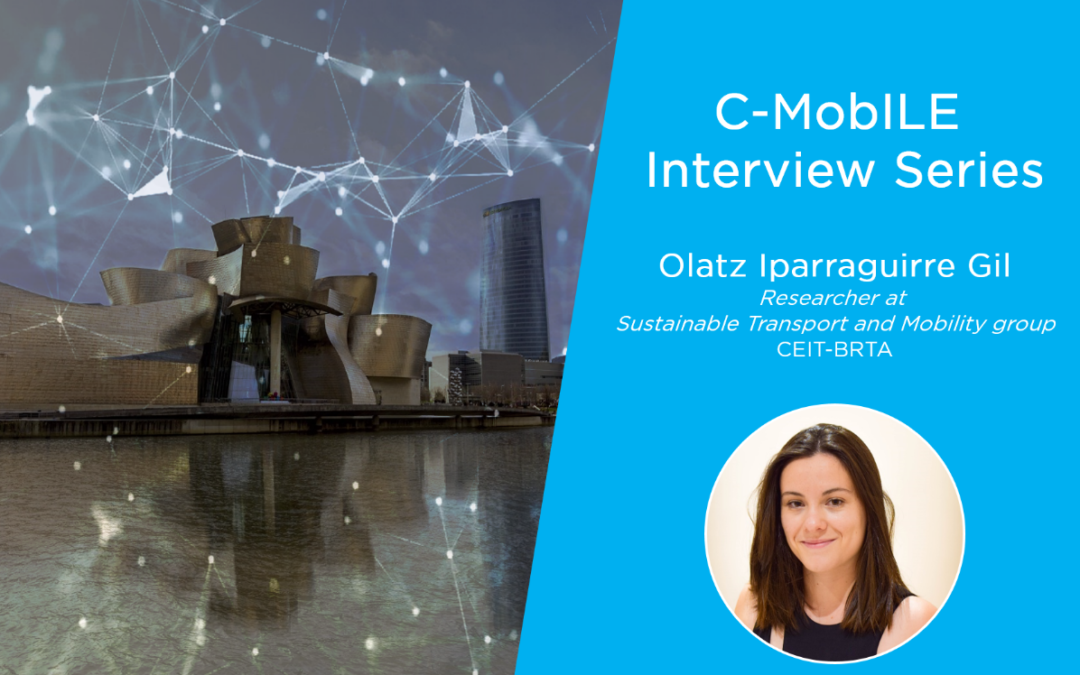 C-MobILE
Interview Series
Olatz Iparraguirre Gil
Researcher at
Sustainable Transport and Mobility group
CEIT-BRTA